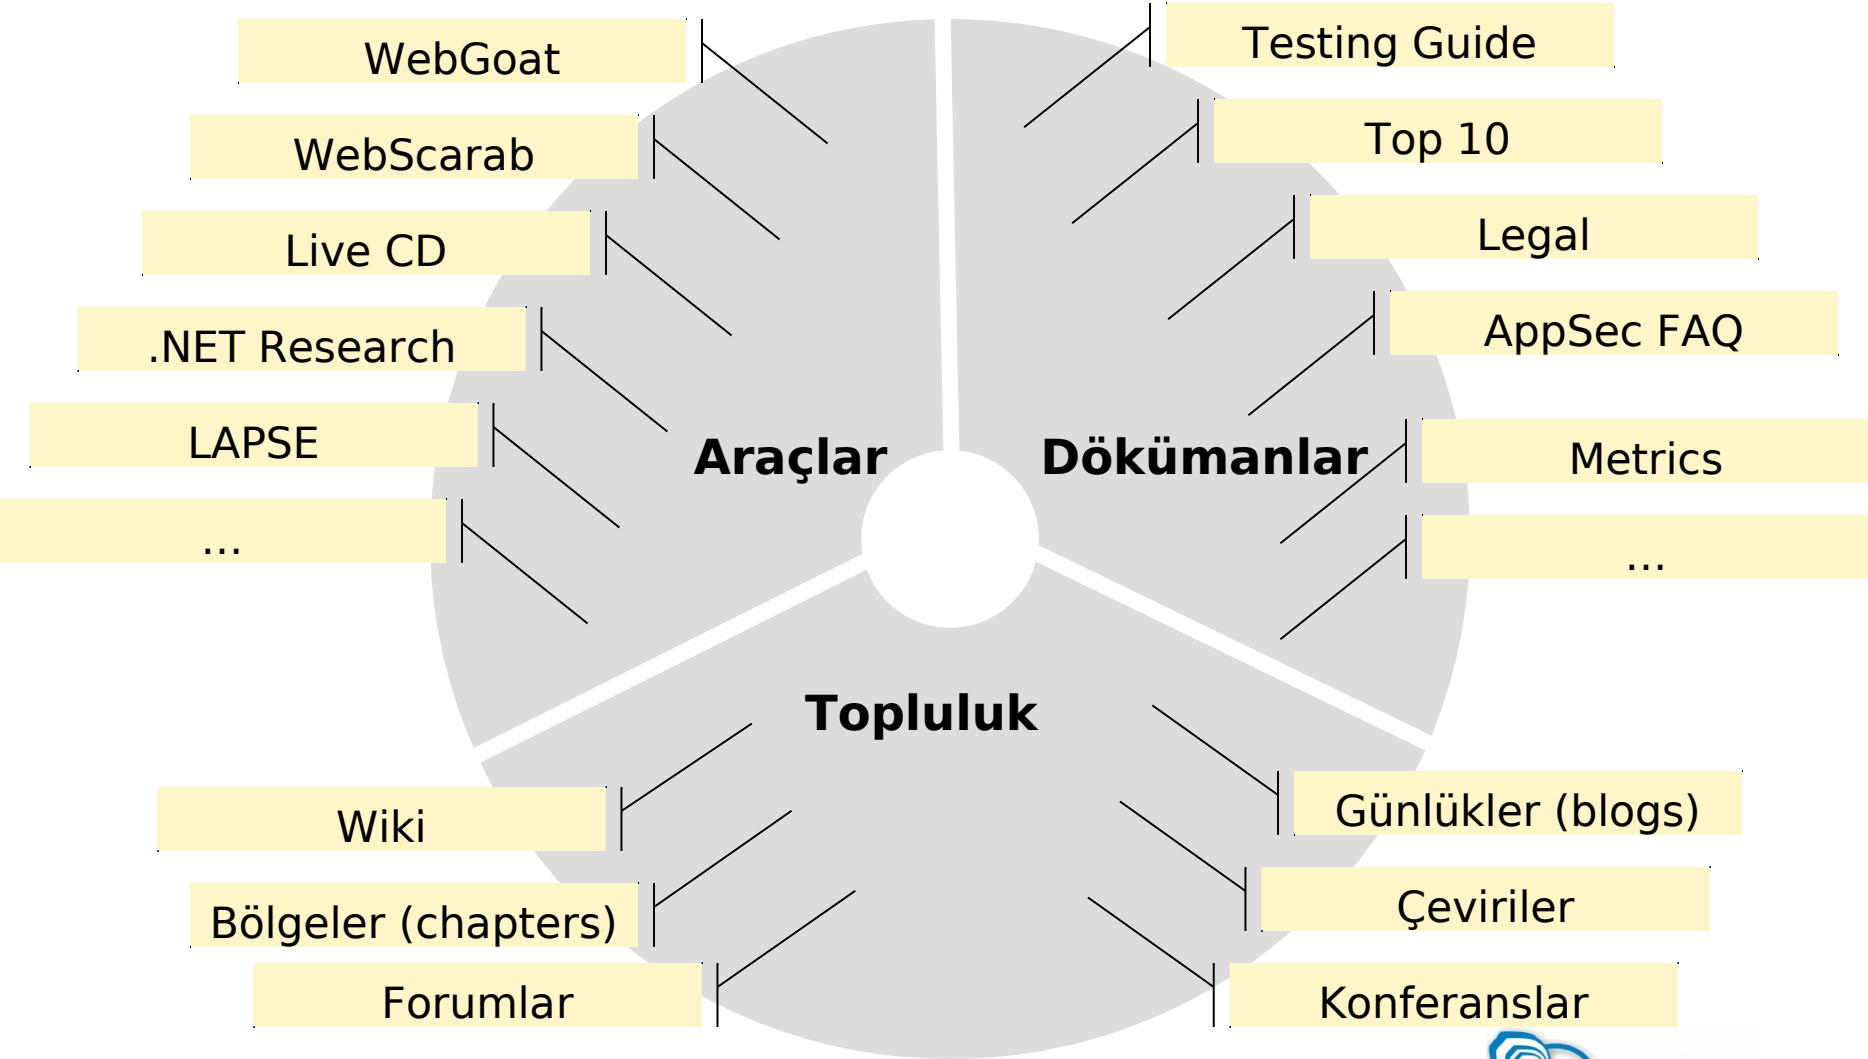 WebGoat
WebScarab
Live CD
.NET Research
LAPSE
...
Araçlar
Testing Guide
Top 10
Legal
AppSec FAQ
Metrics
...
Dökümanlar
Topluluk
Wiki
Bölgeler (chapters)
Forumlar
Günlükler (blogs)
Çeviriler
Konferanslar